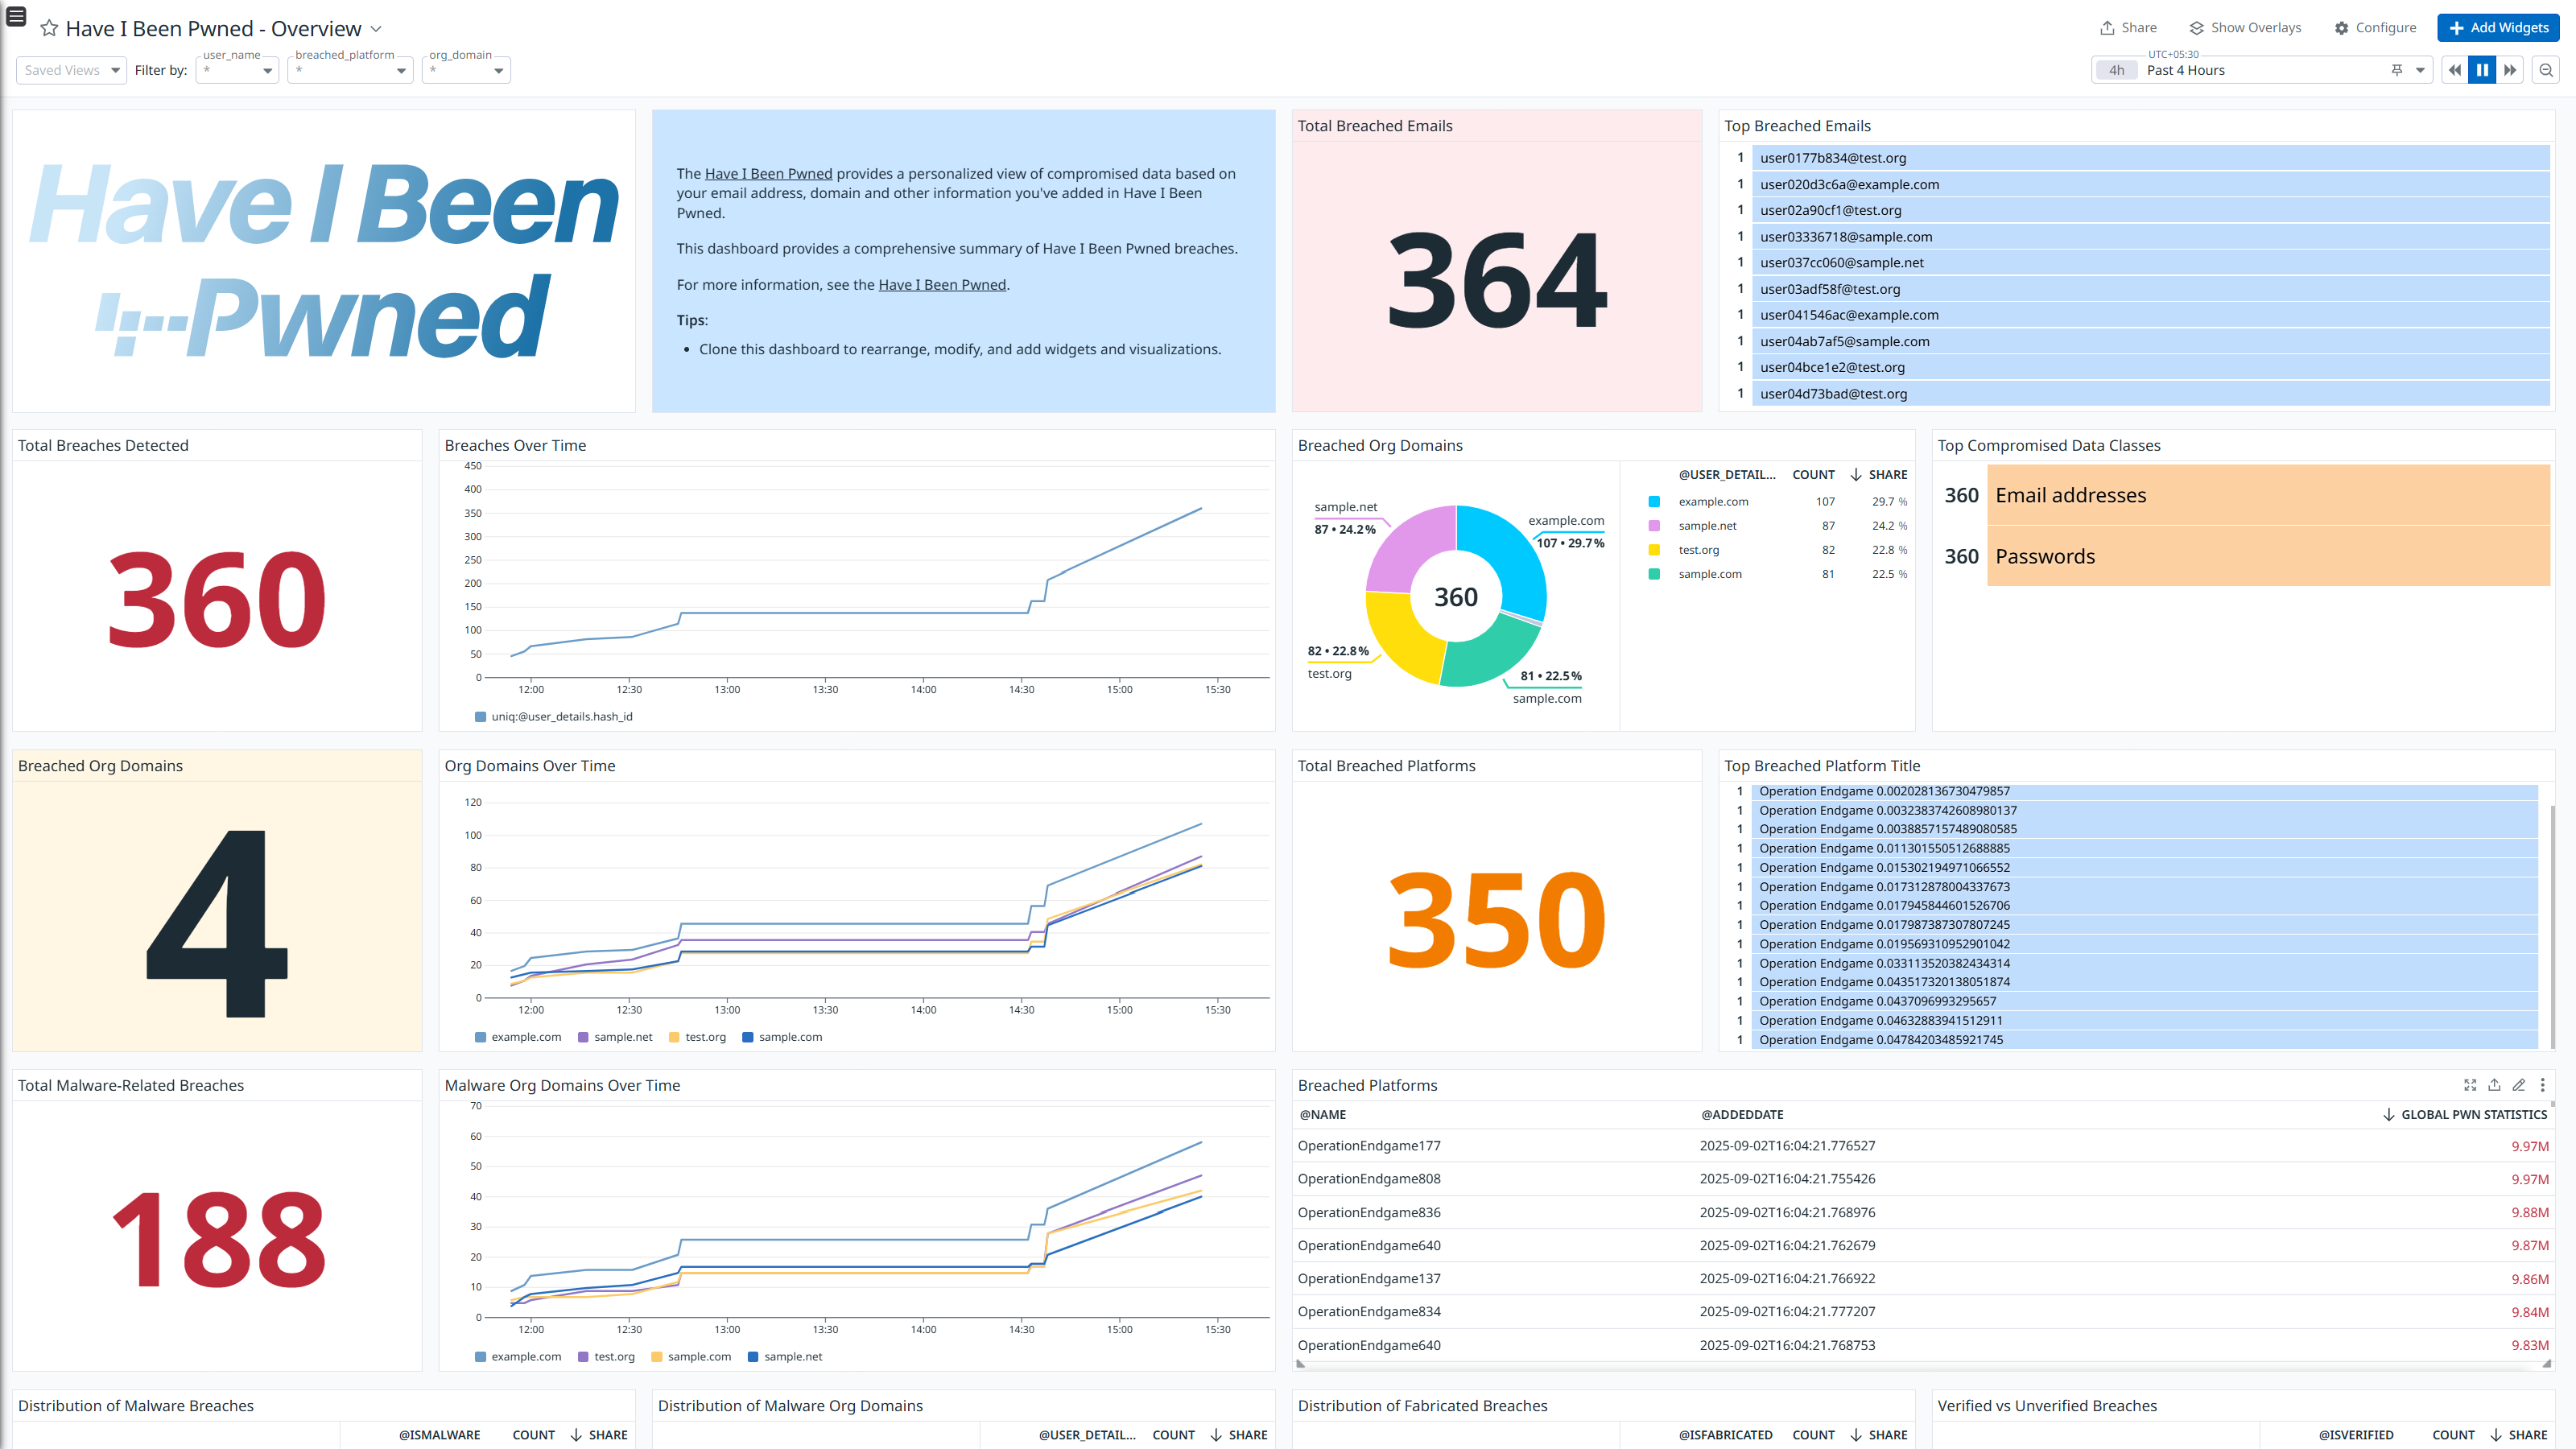 Have I Been Pwned - Overview
Share
Show Overlays
Configure
Add Widgets
Saved Views
Filter by:
user_name
*
breached_platform
*
org_domain
*
UTC+05:30
4h
Past 4 Hours
Have I Been
Pwned
The Have I Been Pwned provides a personalized view of compromised data based on
your email address, domain and other information you've added in Have I Been
Pwned.
This dashboard provides a comprehensive summary of Have I Been Pwned breaches.
For more information, see the Have I Been Pwned.
Tips:
• Clone this dashboard to rearrange, modify, and add widgets and visualizations.
Total Breached Emails
364
Top Breached Emails
1 user0177b834@test.org
1 user020d3c6a@example.com
1 user02a90cf1@test.org
1 user03336718@sample.com
1 user037cc060@sample.net
1 user03adf58f@test.org
1 user041546ac@example.com
1 user04ab7af5@sample.com
1 user04bce1e2@test.org
1 user04d73bad@test.org
Total Breaches Detected
360
Breaches Over Time
450
400
350
300
250
200
150
100
50
0
12:00 12:30 13:00 13:30 14:00 14:30 15:00 15:30
uniq:@user_details.hash_id
Breached Org Domains
sample.net
87 • 24.2%
example.com
107 • 29.7%
360
82 • 22.8%
test.org
81 • 22.5%
sample.com
@USER_DETAIL... COUNT SHARE
example.com 107 29.7 %
sample.net 87 24.2 %
test.org 82 22.8 %
sample.com 81 22.5 %
Top Compromised Data Classes
360 Email addresses
360 Passwords
Breached Org Domains
4
Org Domains Over Time
120
100
80
60
40
20
0
12:00 12:30 13:00 13:30 14:00 14:30 15:00 15:30
example.com sample.net test.org sample.com
Total Breached Platforms
350
Top Breached Platform Title
1 Operation Endgame 0.002028136730479857
1 Operation Endgame 0.0032383742608980137
1 Operation Endgame 0.0038857157489080585
1 Operation Endgame 0.011301550512688885
1 Operation Endgame 0.015302194971066552
1 Operation Endgame 0.017312878004337673
1 Operation Endgame 0.017945844601526706
1 Operation Endgame 0.017987387307807245
1 Operation Endgame 0.019569310952901042
1 Operation Endgame 0.033113520382434314
1 Operation Endgame 0.043517320138051874
1 Operation Endgame 0.0437096993295657
1 Operation Endgame 0.04632883941512911
1 Operation Endgame 0.04784203485921745
Total Malware-Related Breaches
188
Malware Org Domains Over Time
70
60
50
40
30
20
10
0
12:00 12:30 13:00 13:30 14:00 14:30 15:00 15:30
example.com test.org sample.com sample.net
Breached Platforms
@NAME @ADDEDDATE GLOBAL PWN STATISTICS
OperationEndgame177 2025-09-02T16:04:21.776527 9.97M
OperationEndgame808 2025-09-02T16:04:21.755426 9.97M
OperationEndgame836 2025-09-02T16:04:21.768976 9.88M
OperationEndgame640 2025-09-02T16:04:21.762679 9.87M
OperationEndgame137 2025-09-02T16:04:21.766922 9.86M
OperationEndgame834 2025-09-02T16:04:21.777207 9.84M
OperationEndgame640 2025-09-02T16:04:21.768753 9.83M
Distribution of Malware Breaches
@ISMALWARE COUNT SHARE
Distribution of Malware Org Domains
@USER_DETAIL... COUNT SHARE
Distribution of Fabricated Breaches
@ISFABRICATED COUNT SHARE
Verified vs Unverified Breaches
@ISVERIFIED COUNT SHARE